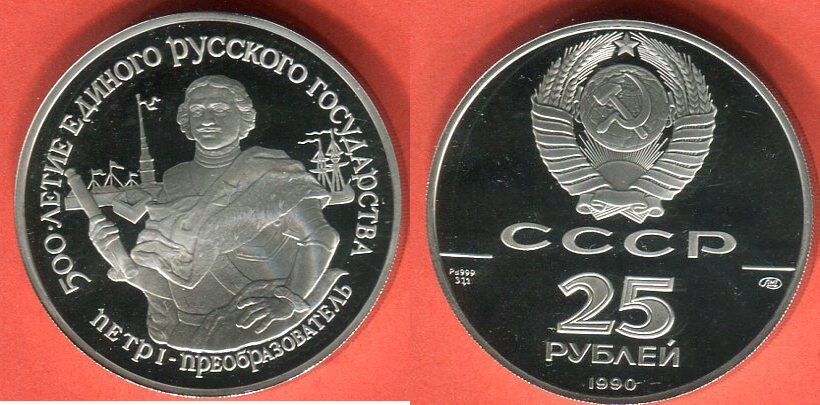 500-ЛЕТИЕ ЕДИНОГО РУССКОГО ГОСУДАРСТВА
ПЕТР I - ПРЕОБРАЗОВАТЕЛЬ
СССР
Pd999
31,1
25
РУБЛЕЙ
1990